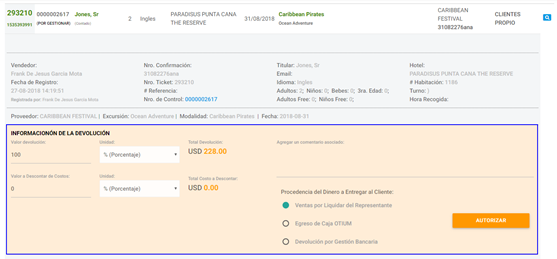 293210 0000002617 Jones, Sr 2 Ingles PARADISUS PUNTA CANA 31/08/2018 Caribbean Pirates CARIBBEAN CLIENTES
1535393991 (POR GESTIONAR) (Contado) THE RESERVE Ocean Adventure FESTIVAL PROPIO
31082276ana
Vendedor: Nro. Confirmación: Titular: Jones, Sr Hotel:
Frank De Jesus Garcia Mota 31082276ana Email: PARADISUS PUNTA CANA THE RESERVE
Fecha de Registro: Nro. Ticket: 293210 Idioma: Ingles # Habitación: 1186
27-08-2018 14:19:51 # Referencia: Adultos: 2; Niños: 0; Bebes: 0; 3ra. Edad: 0; Turno: )
Registrada por: Frank De Jesus Garcia Mota Nro. de Control: 0000002617 Adultos Free: 0; Niños Free: 0; Hora Recogida:
Proveedor: CARIBBEAN FESTIVAL | Excursión: Ocean Adventure | Modalidad: Caribbean Pirates | Fecha: 2018-08-31
INFORMACIONÓN DE LA DEVOLUCIÓN
Valor devolución: Unidad: Total Devolución: Agregar un comentario asociado:
100 % (Porcentaje) USD 228.00
Valor a Descontar de Costos: Unidad: Total Costo a Descontar:
0 % (Porcentaje) USD 0.00
Procedencia del Dinero a Entregar al Cliente:
Ventas por Liquidar del Representante
Egreso de Caja OTIUM AUTORIZAR
Devolución por Gestión Bancaria